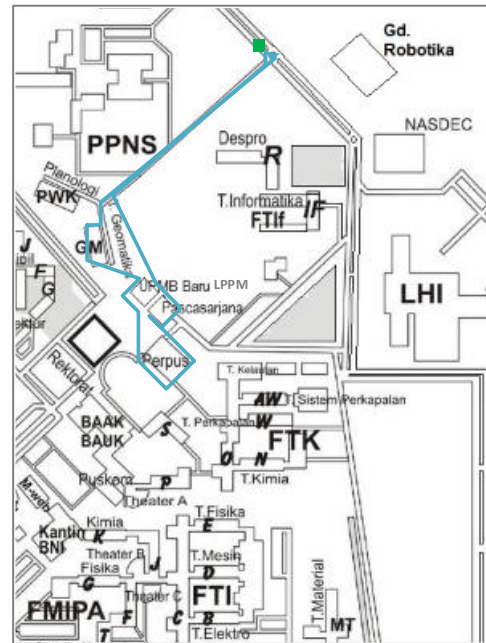 Gd.
Robotika
NASDEC
PPNS
Despro
R
Planologi
PWK
T.Informatika
IF
FTIf
Geomatika
GM
J
F
G
UPMB Baru LPPM
Pascasarjana
LHI
Perpus
Rektorat
T. Kelautan
AW
T. Sistem Perkapalan
T. Perkapalan
W
BAAK
BAUK
S
FTK
O
N
Puskom
P
T.Kimia
Theater A
M-web
T.Fisika
Kimia
E
K
Kantin
BNI
Theater B
J
T.Mesin
Fisika
D
G
Theater C
FTI
T.Material
FMIPA
F
C
B
MT
T
T.Elektro